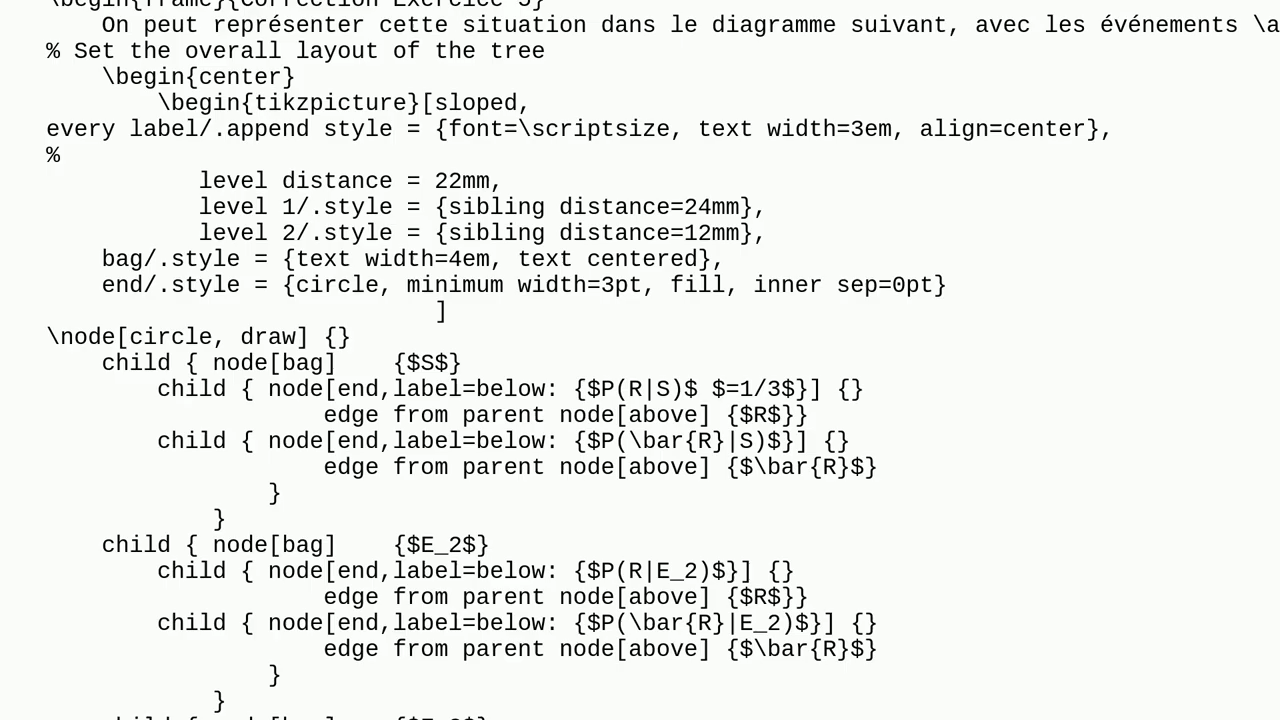 \begin{frame}{Correction Exercice 5}
On peut représenter cette situation dans le diagramme suivant, avec les événements \a
% Set the overall layout of the tree
\begin{center}
\begin{tikzpicture}[sloped,
every label/.append style = {font=\scriptsize, text width=3em, align=center},
%
level distance = 22mm,
level 1/.style = {sibling distance=24mm},
level 2/.style = {sibling distance=12mm},
bag/.style = {text width=4em, text centered},
end/.style = {circle, minimum width=3pt, fill, inner sep=0pt}
]
\node[circle, draw] {}
child { node[bag]    {$S$}
child { node[end,label=below: {$P(R|S)$ $=1/3$}] {}
edge from parent node[above] {$R$}}
child { node[end,label=below: {$P(\bar{R}|S)$}] {}
edge from parent node[above] {$\bar{R}$}
}
}
child { node[bag]    {$E_2$}
child { node[end,label=below: {$P(R|E_2)$}] {}
edge from parent node[above] {$R$}}
child { node[end,label=below: {$P(\bar{R}|E_2)$}] {}
edge from parent node[above] {$\bar{R}$}
}
}